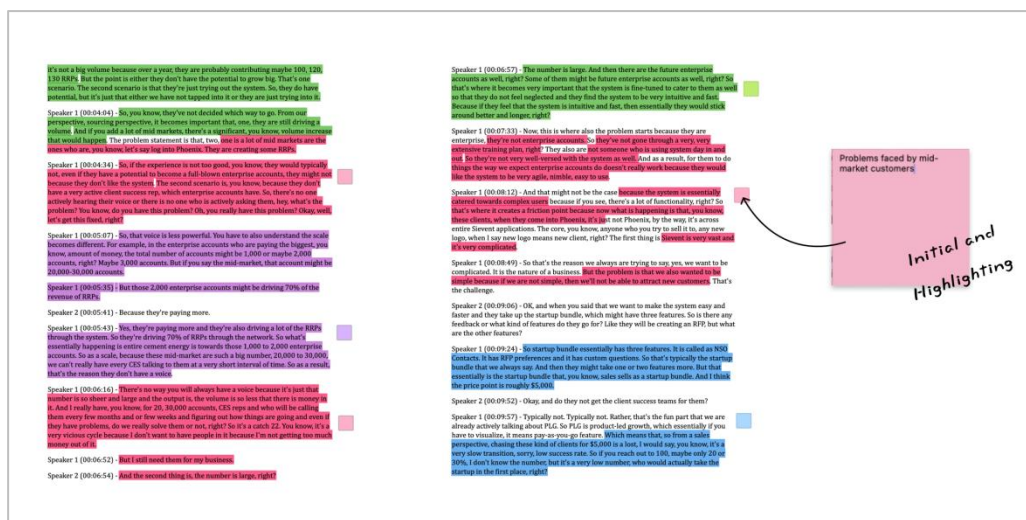 it's not a big volume because over a year, they are probably contributing maybe 100, 120,
130 RRPs. But the point is either they don't have the potential to grow big. That's one
scenario. The second scenario is that they're just trying out the system. So, they do have
potential, but it's just that either we have not tapped into it or they are just trying into it.
Speaker 1 (00:04:04) - So, you know, they've not decided which way to go. From our
perspective, sourcing perspective, it becomes important that, one, they are still driving a
volume. And if you add a lot of mid markets, there's a significant, you know, volume increase
that would happen. The problem statement is that, two, one is a lot of mid markets are the
ones who are, you know, let's say log into Phoenix. They are creating some RRPs.
Speaker 1 (00:04:34) - So, if the experience is not too good, you know, they would typically
not, even if they have a potential to become a full-blown enterprise accounts, they might not
because they don't like the system. The second scenario is, you know, because they don't
have a very active client success rep, which enterprise accounts have. So, there's no one
actively hearing their voice or there is no one who is actively asking them, hey, what's the
problem? You know, do you have this problem? Oh, you really have this problem? Okay, well,
let's get this fixed, right?
Speaker 1 (00:05:07) - So, that voice is less powerful. You have to also understand the scale
becomes different. For example, in the enterprise accounts who are paying the biggest, you
know, amount of money, the total number of accounts might be 1,000 or maybe 2,000
accounts, right? Maybe 3,000 accounts. But if you say the mid-market, that account might be
20,000-30,000 accounts.
Speaker 1 (00:05:35) - But those 2,000 enterprise accounts might be driving 70% of the
revenue of RRPs.
Speaker 2 (00:05:41) - Because they're paying more.
Speaker 1 (00:05:43) - Yes, they're paying more and they're also driving a lot of the RRPs
through the system. So they're driving 70% of RRPs through the network. So what's
essentially happening is entire cement energy is towards those 1,000 to 2,000 enterprise
accounts. So as a scale, because these mid-market are such a big number, 20,000 to 30,000,
we can't really have every CES talking to them at a very short interval of time. So as a result,
that's the reason they don't have a voice.
Speaker 1 (00:06:16) - There's no way you will always have a voice because it's just that
number is so sheer and large and the output is, the volume is so less that there is money in
it. And I really have, you know, for 20, 30,000 accounts, CES reps and who will be calling
them every few months and or few weeks and figuring out how things are going and even if
they have problems, do we really solve them or not, right? So it's a catch 22. You know, it's a
very vicious cycle because I don't want to have people in it because I'm not getting too much
money out of it.
Speaker 1 (00:06:52) - But I still need them for my business.
Speaker 2 (00:06:54) - And the second thing is, the number is large, right?
Speaker 1 (00:06:57) - The number is large. And then there are the future enterprise
accounts as well, right? Some of them might be future enterprise accounts as well, right? So
that's where it becomes very important that the system is fine-tuned to cater to them as well
so that they do not feel neglected and they find the system to be very intuitive and fast.
Because if they feel that the system is intuitive and fast, then essentially they would stick
around better and longer, right?
Speaker 1 (00:07:33) - Now, this is where also the problem starts because they are
enterprise, they're not enterprise accounts. So they've not gone through a very, very
extensive training plan, right? They also are not someone who is using system day in and
out. So they're not very well-versed with the system as well. And as a result, for them to do
things the way we expect enterprise accounts do doesn't really work because they would
like the system to be very agile, nimble, easy to use.
Speaker 1 (00:08:12) - And that might not be the case because the system is essentially
catered towards complex users because if you see, there's a lot of functionality, right? So
that's where it creates a friction point because now what is happening is that, you know,
these clients, when they come into Phoenix, it's just not Phoenix, by the way, it's across
entire Sievent applications. The core, you know, anyone who you try to sell it to, any new
logo, when I say new logo means new client, right? The first thing is Sievent is very vast and
it's very complicated.
Speaker 1 (00:08:49) - So that's the reason we always are trying to say, yes, we want to be
complicated. It is the nature of a business. But the problem is that we also wanted to be
simple because if we are not simple, then we'll not be able to attract new customers. That's
the challenge.
Speaker 2 (00:09:06) - OK, and when you said that we want to make the system easy and
faster and they take up the startup bundle, which might have three features. So is there any
feedback or what kind of features do they go for? Like they will be creating an RFP, but what
are the other features?
Speaker 1 (00:09:24) - So startup bundle essentially has three features. It is called as NSO
Contacts. It has RFP preferences and it has custom questions. So that's typically the startup
bundle that we always say. And then they might take one or two features more. But that
essentially is the startup bundle that, you know, sales sells as a startup bundle. And I think
the price point is roughly $5,000.
Speaker 2 (00:09:52) - Okay, and do they not get the client success teams for them?
Speaker 1 (00:09:57) - Typically not. Typically not. Rather, that's the fun part that we are
already actively talking about PLG. So PLG is product-led growth, which essentially if you
have to visualize, it means pay-as-you-go feature. Which means that, so from a sales
perspective, chasing these kind of clients for $5,000 is a lost, I would say, you know, it's a
very slow transition, sorry, low success rate. So if you reach out to 100, maybe only 20 or
30%, I don't know the number, but it's a very low number, who would actually take the
startup in the first place, right?
Problems faced by mid-
market customers
Initial and
Highlighting